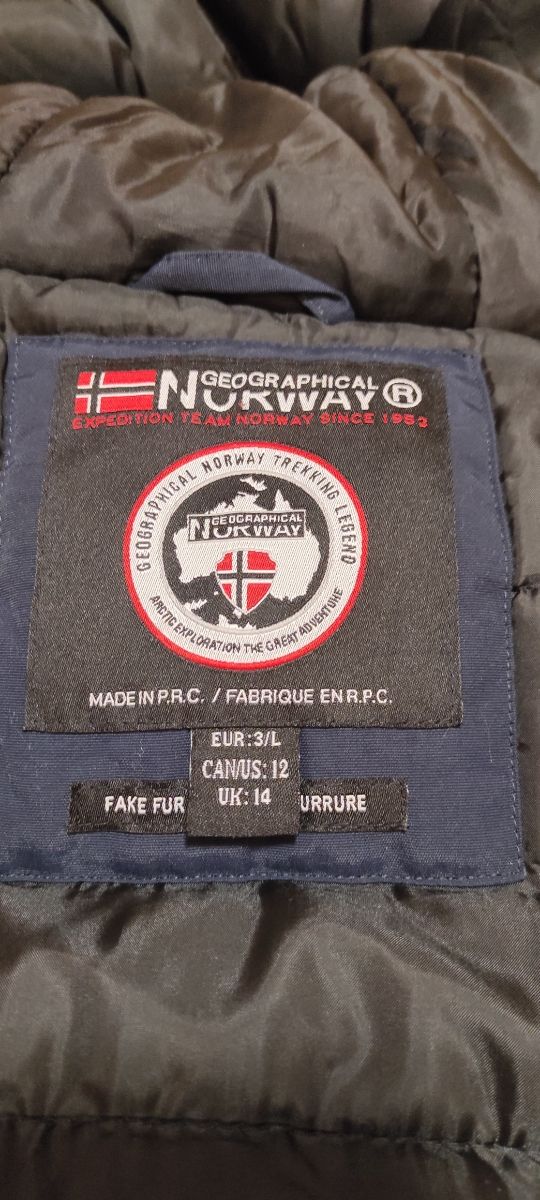 GEOGRAPHICAL
NORWAY®
EXPEDITION TEAM NORWAY SINCE 1953
GEOGRAPHICAL NORWAY TREKKING LEGEND
GEOGRAPHICAL
NORWAY
ARCTIC EXPLORATION THE GREAT ADVENTURE
MADE IN P.R.C. / FABRIQUE EN R.P.C.
EUR:3/L
CAN/US: 12
UK: 14
FAKE FUR URRURE